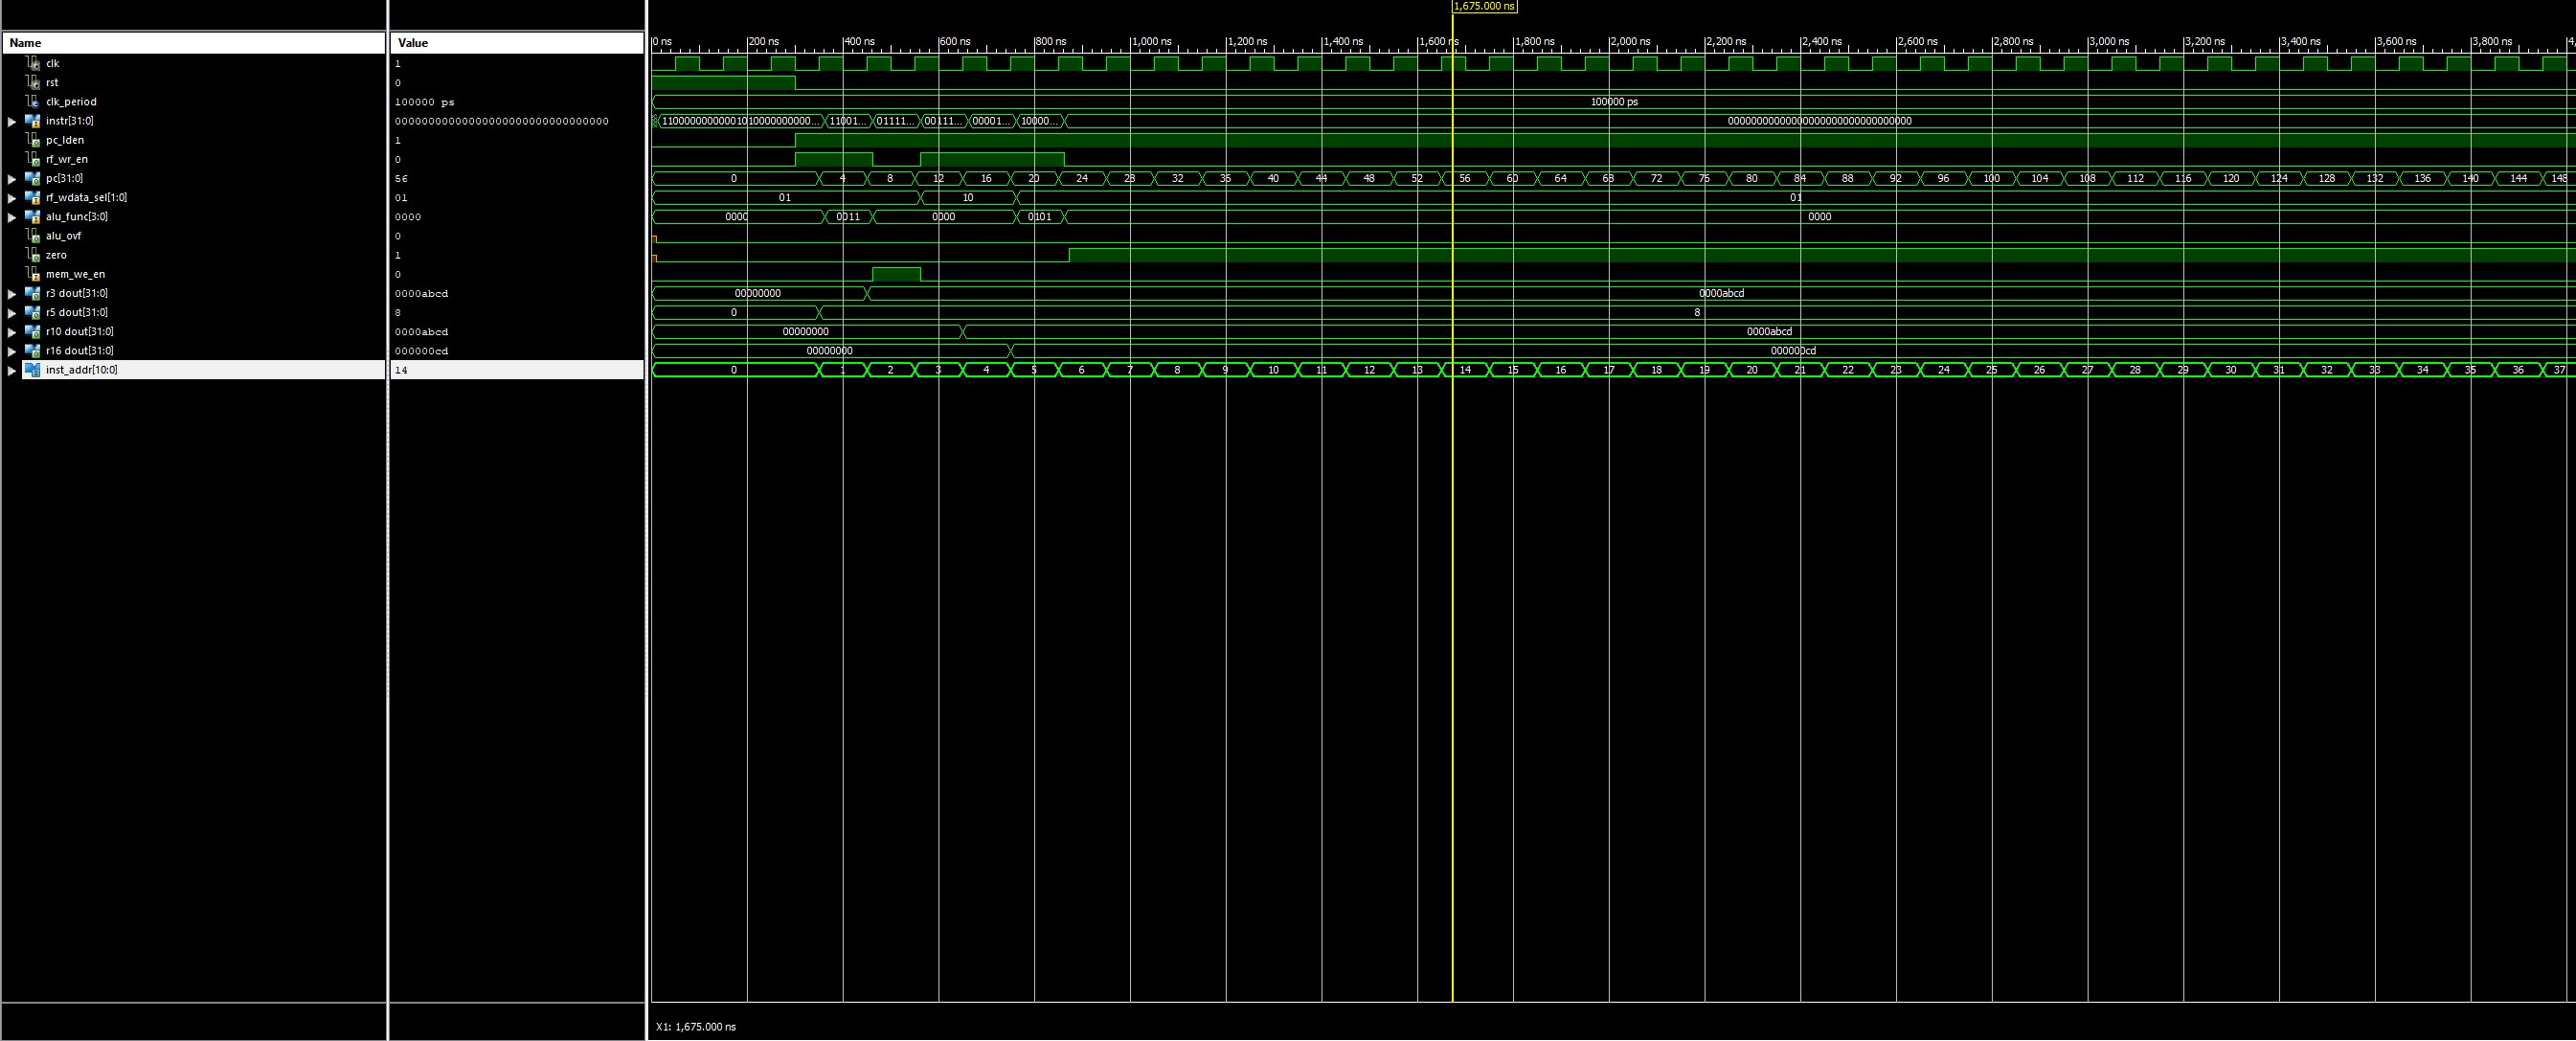 1,675.000 ns
Name Value 0 ns 200 ns 400 ns 600 ns 800 ns 1,000 ns 1,200 ns 1,400 ns 1,600 ns 1,800 ns 2,000 ns 2,200 ns 2,400 ns 2,600 ns 2,800 ns 3,000 ns 3,200 ns 3,400 ns 3,600 ns 3,800 ns 4,
clk 1
rst 0
clk_period 100000 ps 100000 ps
instr[31:0] 00000000000000000000000000000000 11000000000001010000000000... 11001... 01111... 00111... 00001... 10000... 00000000000000000000000000000000
pc_lden 1
rf_wr_en 0
pc[31:0] 56 0 4 8 12 16 20 24 28 32 36 40 44 48 52 56 60 64 68 72 76 80 84 88 92 96 100 104 108 112 116 120 124 128 132 136 140 144 148
rf_wdata_sel[1:0] 01 01 10 01
alu_func[3:0] 0000 0000 0011 0000 0101 0000
alu_ovf 0
zero 1
mem_we_en 0
r3 dout[31:0] 0000abcd 00000000 0000abcd
r5 dout[31:0] 8 0 8
r10 dout[31:0] 0000abcd 00000000 0000abcd
r16 dout[31:0] 000000cd 00000000 000000cd
inst_addr[10:0] 14 0 1 2 3 4 5 6 7 8 9 10 11 12 13 14 15 16 17 18 19 20 21 22 23 24 25 26 27 28 29 30 31 32 33 34 35 36 37
X1: 1,675.000 ns